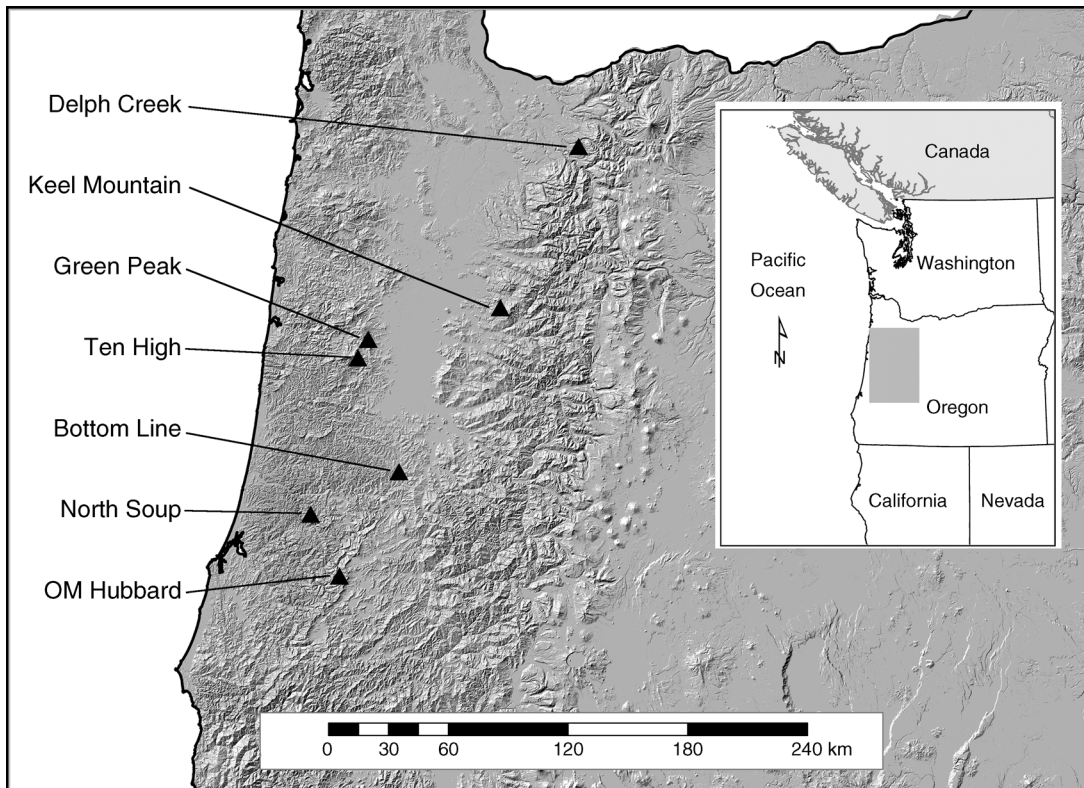 Delph Creek
Keel Mountain
Green Peak
Ten High
Bottom Line
North Soup
OM Hubbard
Canada
Washington
Pacific
Ocean
N
Oregon
California
Nevada
0 30 60 120 180 240 km